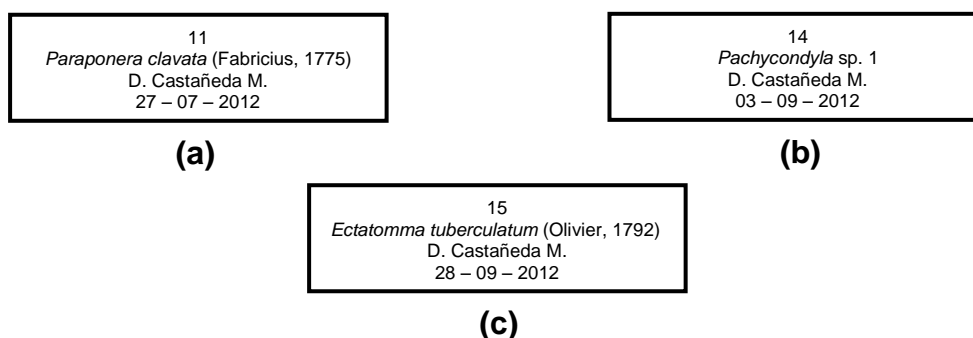 11
Paraponera clavata (Fabricius, 1775)
D. Castañeda M.
27 – 07 – 2012
(a)
14
Pachycondyla sp. 1
D. Castañeda M.
03 – 09 – 2012
(b)
15
Ectatomma tuberculatum (Olivier, 1792)
D. Castañeda M.
28 – 09 – 2012
(c)